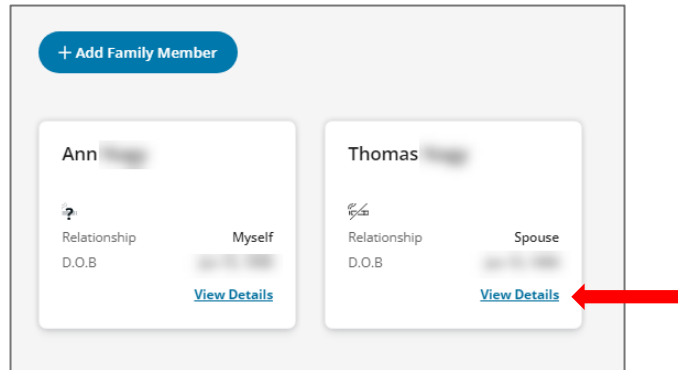 + Add Family Member
Ann
?
Relationship Myself
D.O.B
View Details
Thomas
Relationship Spouse
D.O.B
View Details